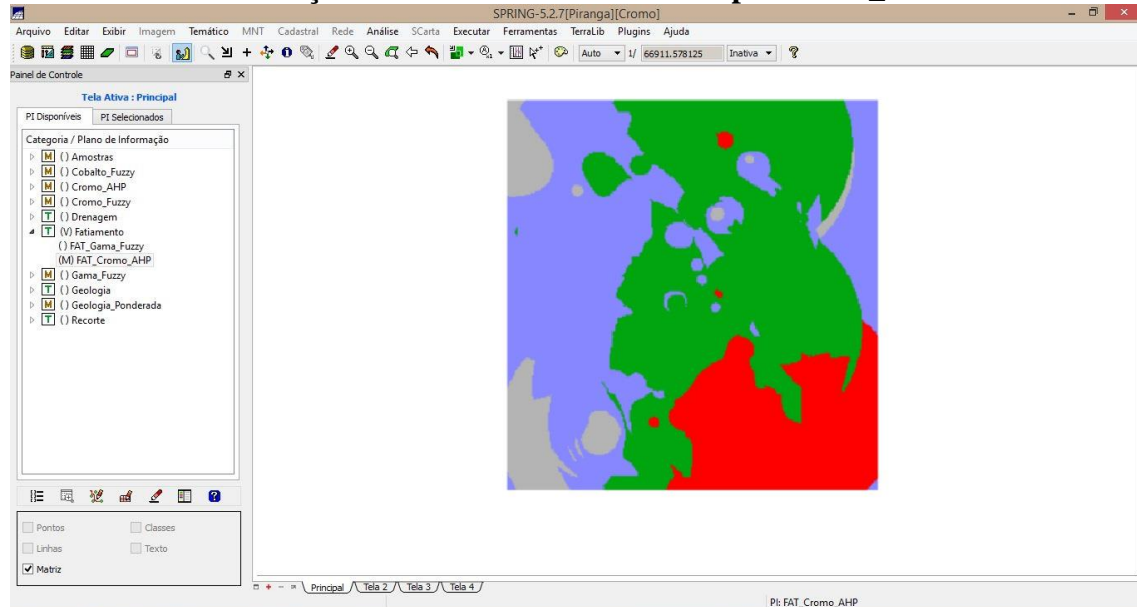 SPRING-5.2.7[Piranga][Cromo]
Arquivo Editar Exibir Imagem Temático MNT Cadastral Rede Análise SCarta Executar Ferramentas TerraLib Plugins Ajuda
Auto 1/ 66911.578125 Inativa
Painel de Controle
Tela Ativa : Principal
PI Disponíveis PI Selecionados
Categoria / Plano de Informação
M () Amostras
M () Cobalto_Fuzzy
M () Cromo_AHP
M () Cromo_Fuzzy
T () Drenagem
T (V) Fatiamento
() FAT_Gama_Fuzzy
(M) FAT_Cromo_AHP
M () Gama_Fuzzy
T () Geologia
M () Geologia_Ponderada
T () Recorte
Pontos Classes
Linhas Texto
Matriz
Principal Tela 2 Tela 3 Tela 4
PI: FAT_Cromo_AHP